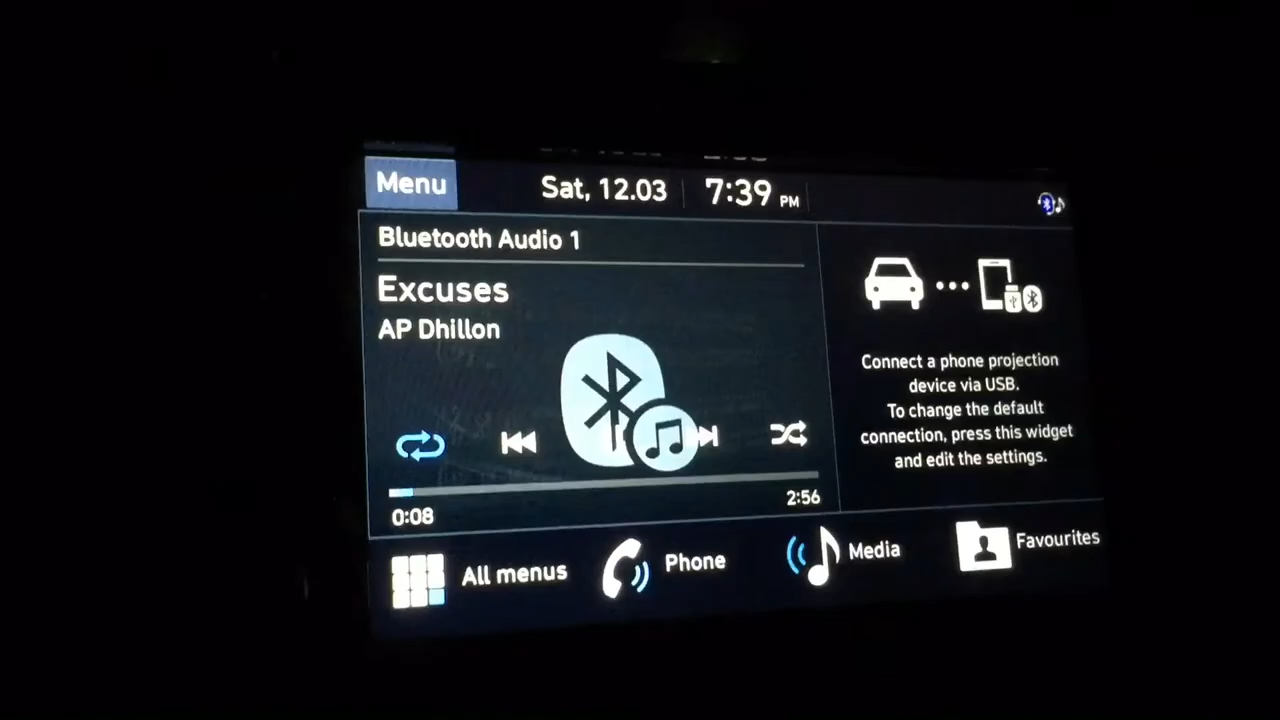 Menu
Sat, 12.03
7:39 PM
Bluetooth Audio 1
Excuses
AP Dhillon
0:08
2:56
Connect a phone projection
device via USB.
To change the default
connection, press this widget
and edit the settings.
All menus
Phone
Media
Favourites